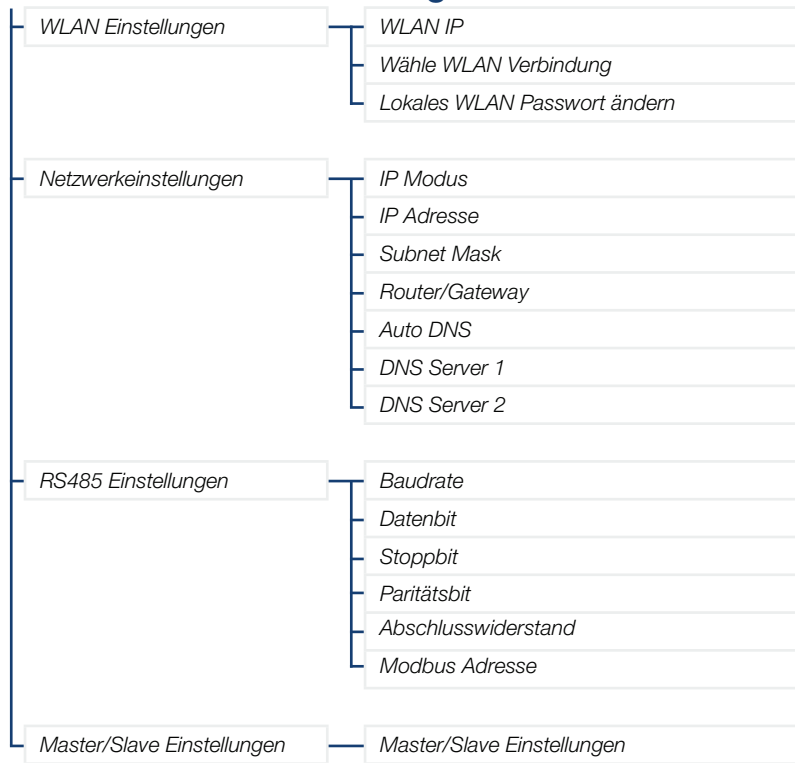 WLAN Einstellungen WLAN IP
Wähle WLAN Verbindung
Lokales WLAN Passwort ändern
Netzwerkeinstellungen IP Modus
IP Adresse
Subnet Mask
Router/Gateway
Auto DNS
DNS Server 1
DNS Server 2
RS485 Einstellungen Baudrate
Datenbit
Stoppbit
Paritätsbit
Abschlusswiderstand
Modbus Adresse
Master/Slave Einstellungen Master/Slave Einstellungen